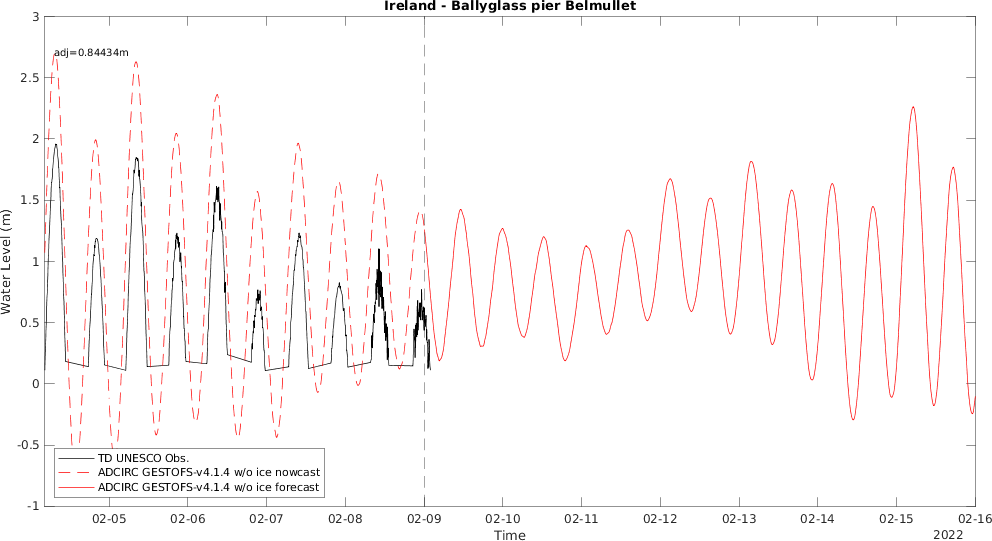 Ireland - Ballyglass pier Belmullet
adj=0.84434m
3
2.5
2
1.5
1
0.5
0
-0.5
-1
Water Level (m)
TD UNESCO Obs.
ADCIRC GESTOFS-v4.1.4 w/o ice nowcast
ADCIRC GESTOFS-v4.1.4 w/o ice forecast
02-05 02-06 02-07 02-08 02-09 02-10 02-11 02-12 02-13 02-14 02-15 02-16
Time
2022